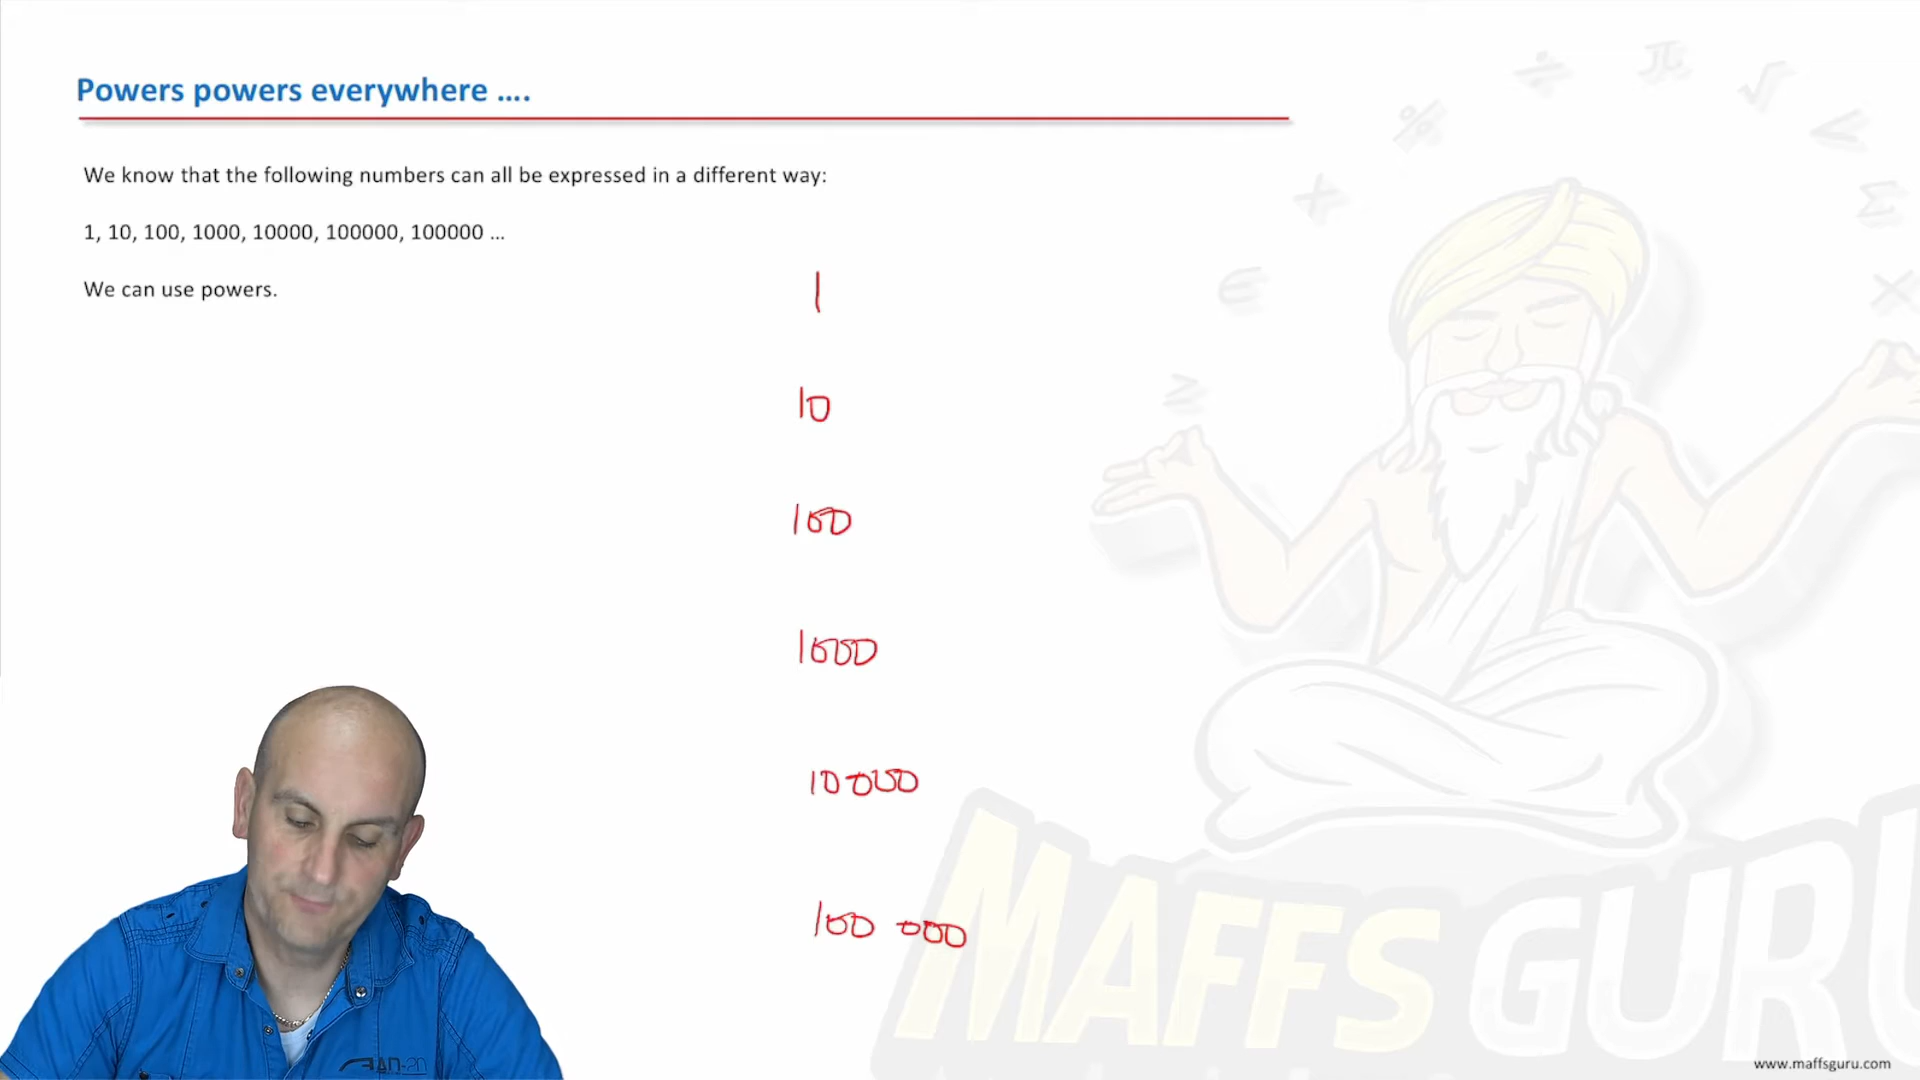 Powers powers everywhere ....
We know that the following numbers can all be expressed in a different way:
1, 10, 100, 1000, 10000, 100000, 100000 ...
We can use powers.
1
10
100
1000
10000
100 000
MAFFS GURU
www.maffsguru.com